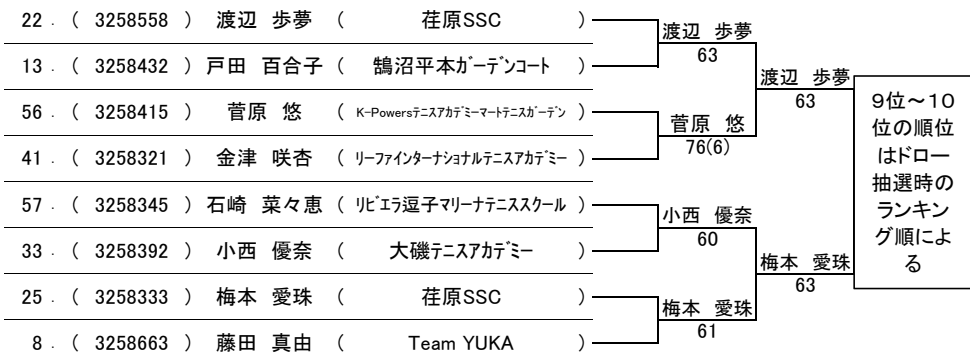 22 . ( 3258558 ) 渡辺 歩夢 ( 荏原SSC )
渡辺 歩夢
63
13 . ( 3258432 ) 戸田 百合子 ( 鵠沼平本ｶﾞｰﾃﾞﾝコート )
渡辺 歩夢
63
56 . ( 3258415 ) 菅原 悠 ( K-Powersﾃﾆｽｱｶﾃﾞﾐｰマートﾃﾆｽｶﾞｰﾃﾞﾝ )
菅原 悠
76(6)
41 . ( 3258321 ) 金津 咲杏 ( ﾘｰﾌｧｲﾝﾀｰﾅｼｮﾅﾙﾃﾆｽｱｶﾃﾞﾐｰ )
57 . ( 3258345 ) 石崎 菜々恵 ( ﾘﾋﾞｴﾗ逗子ﾏﾘｰﾅﾃﾆｽｽｸｰﾙ )
小西 優奈
60
33 . ( 3258392 ) 小西 優奈 ( 大磯ﾃﾆｽｱｶﾃﾞﾐｰ )
梅本 愛珠
63
25 . ( 3258333 ) 梅本 愛珠 ( 荏原SSC )
梅本 愛珠
61
8 . ( 3258663 ) 藤田 真由 ( Team YUKA )
９位～１０
位の順位
はドロー
抽選時の
ランキン
グ順によ
る